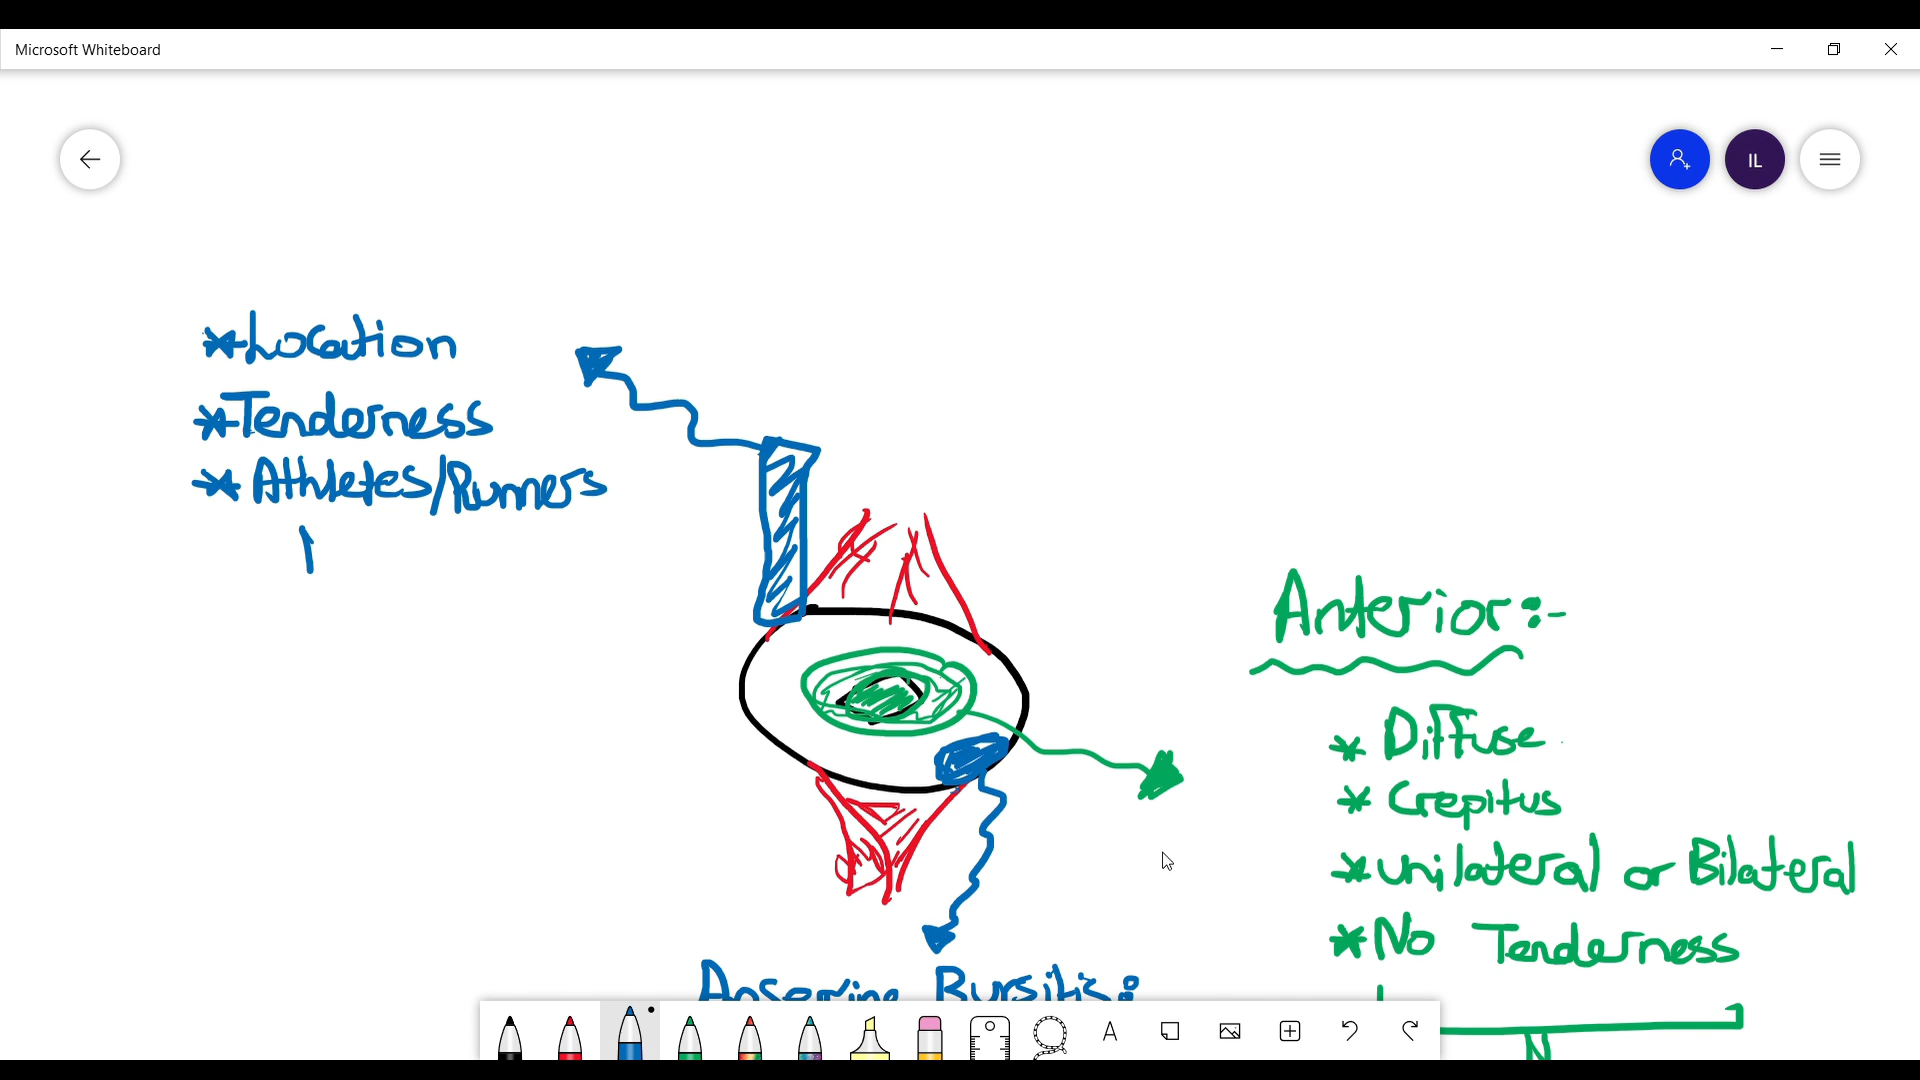 Microsoft Whiteboard
IL
*Location
*Tenderness
* Athletes/Runners
Anterior:-
* Diffuse
* Crepitus
*unilateral or Bilateral
*No Tenderness
Anserine Bursitis:
A